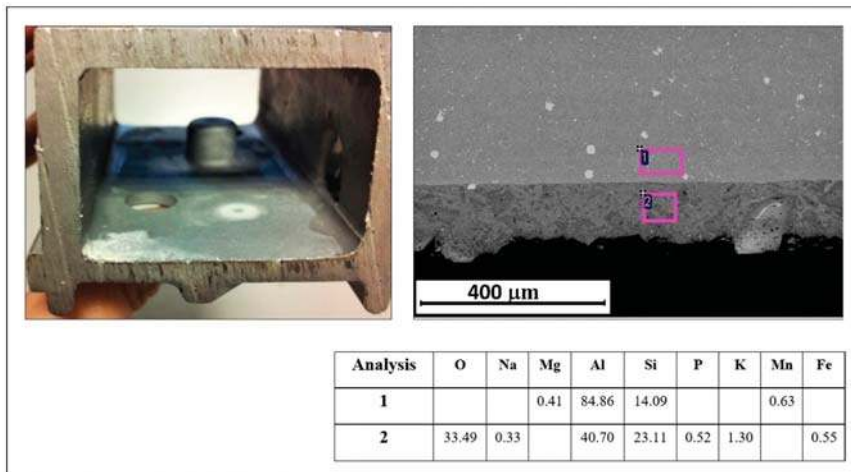 1
2
400 µm
Analysis O Na Mg Al Si P K Mn Fe
1 0.41 84.86 14.09 0.63
2 33.49 0.33 40.70 23.11 0.52 1.30 0.55